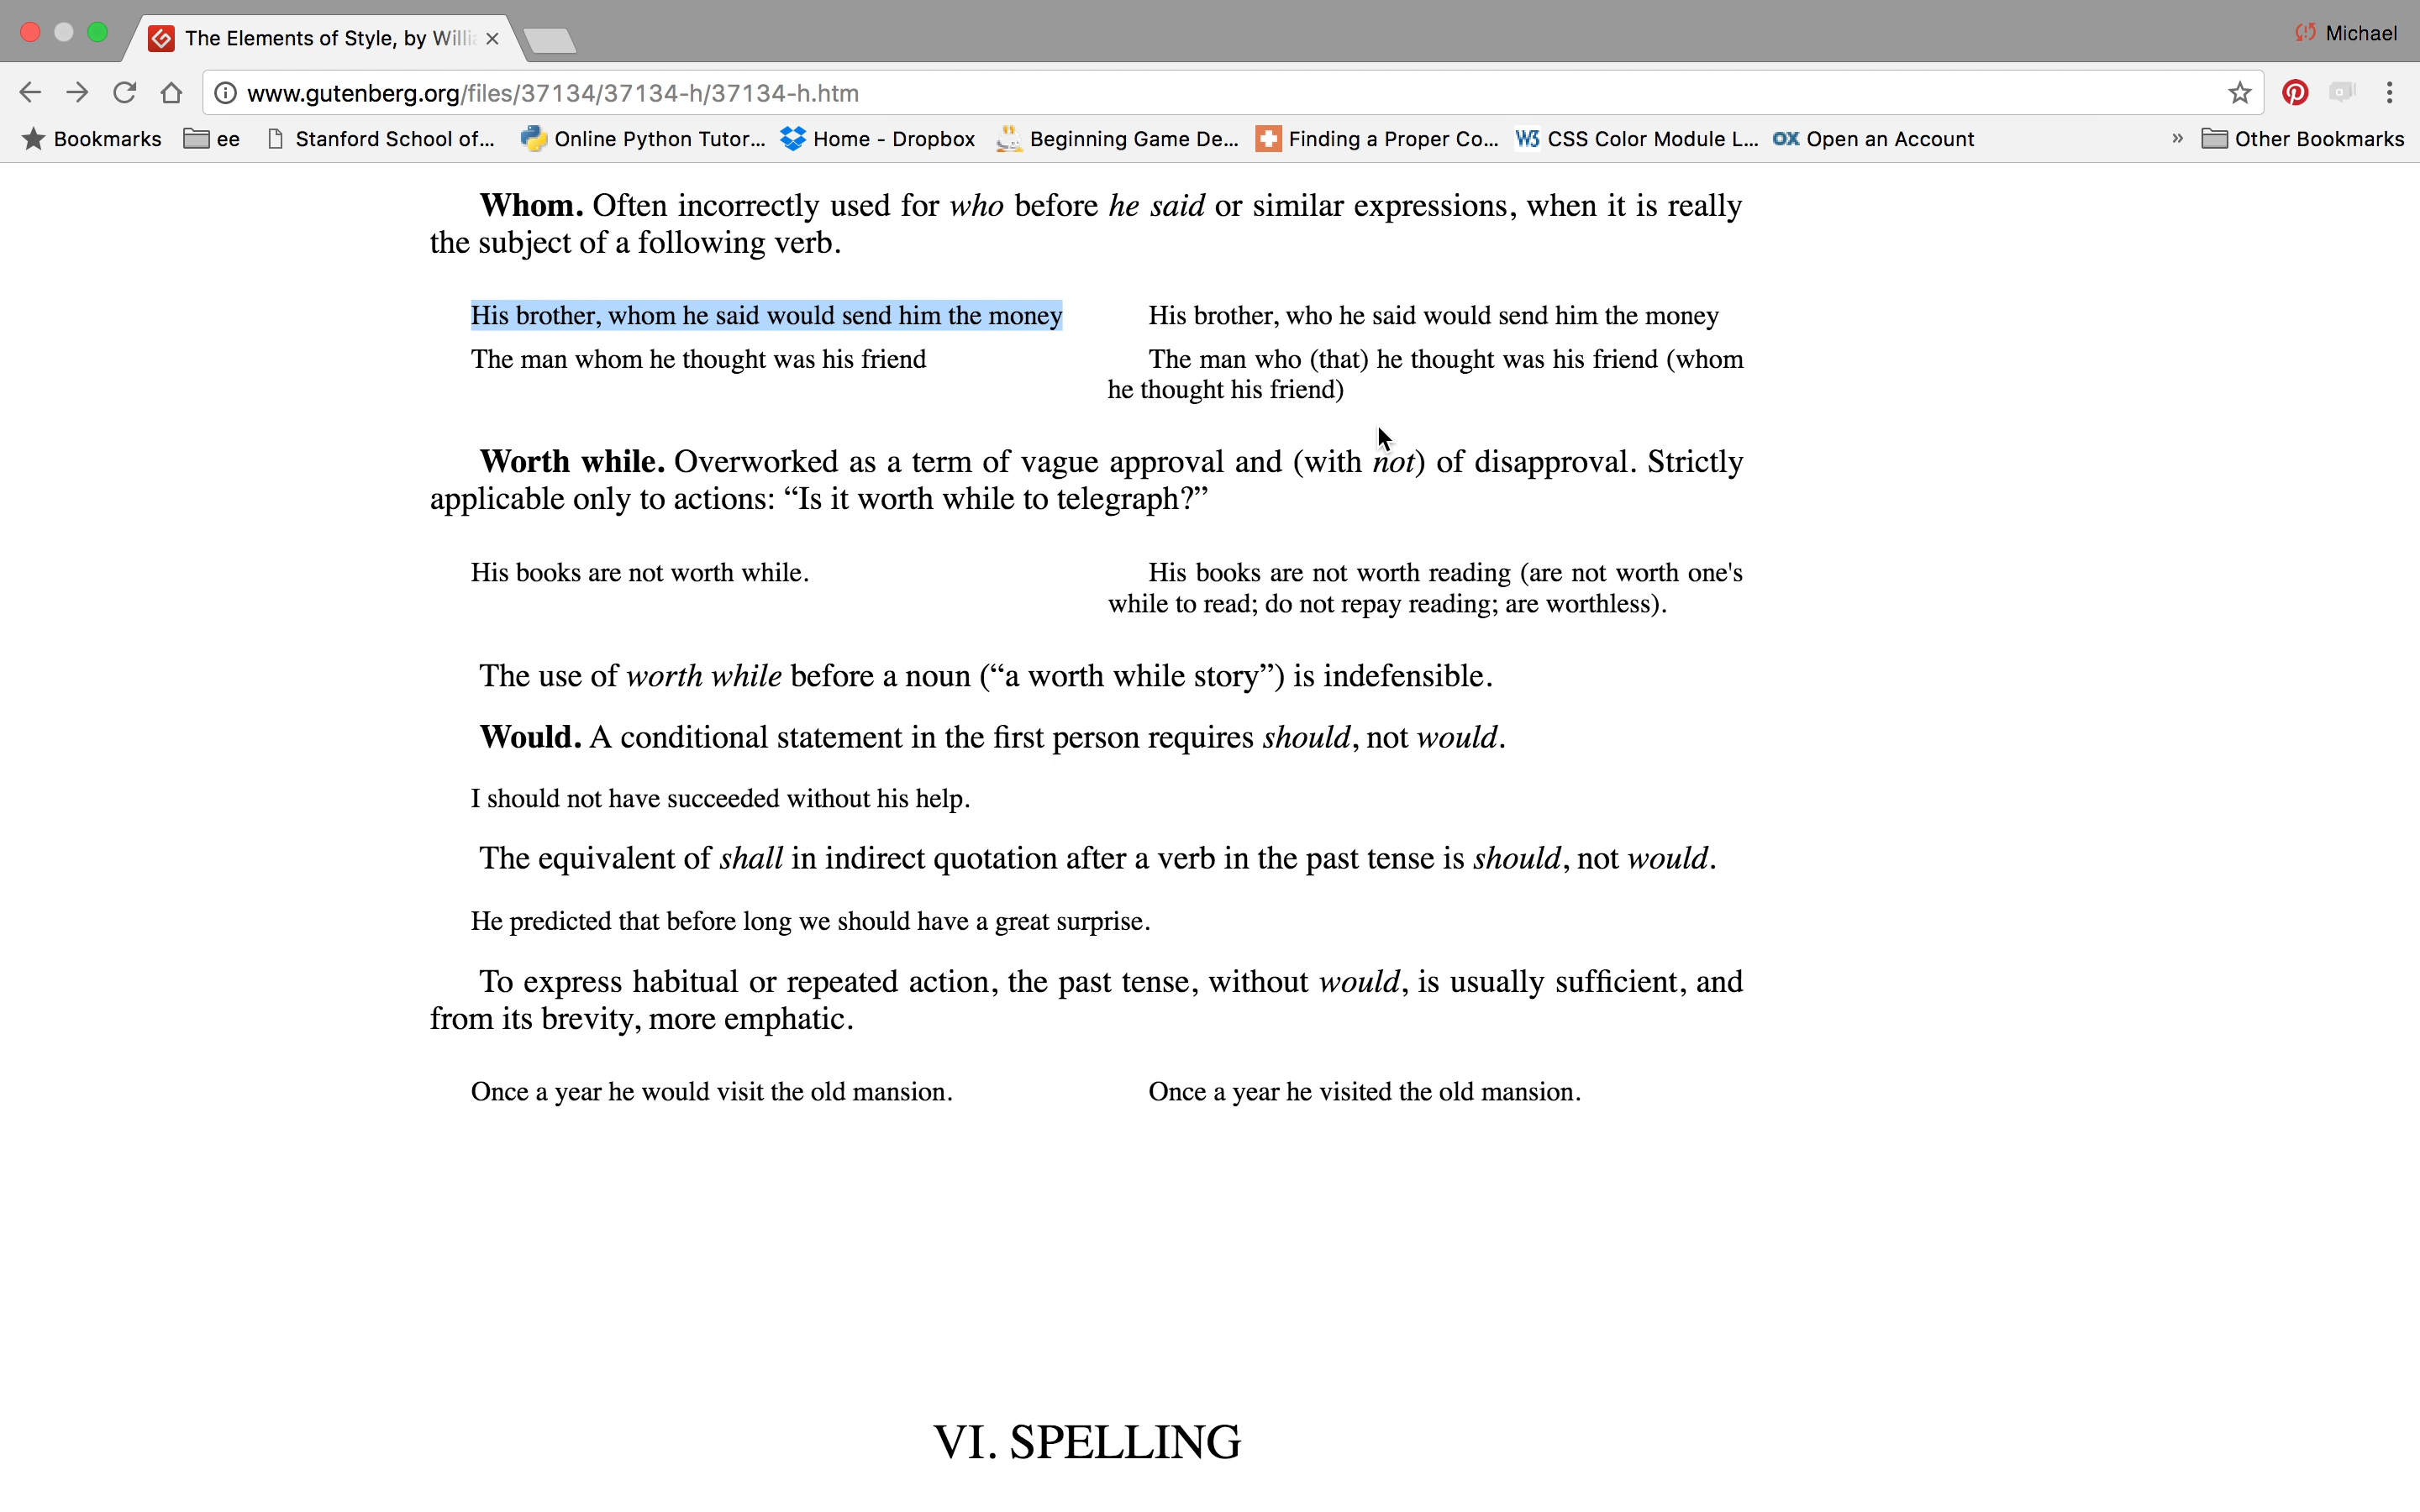 The Elements of Style, by Willi
Michael
www.gutenberg.org/files/37134/37134-h/37134-h.htm
Bookmarks ee Stanford School of... Online Python Tutor... Home - Dropbox Beginning Game De... Finding a Proper Co... W3 CSS Color Module L... OX Open an Account » Other Bookmarks
Whom. Often incorrectly used for who before he said or similar expressions, when it is really
the subject of a following verb.
His brother, whom he said would send him the money
His brother, who he said would send him the money
The man whom he thought was his friend
The man who (that) he thought was his friend (whom
he thought his friend)
Worth while. Overworked as a term of vague approval and (with not) of disapproval. Strictly
applicable only to actions: “Is it worth while to telegraph?”
His books are not worth while.
His books are not worth reading (are not worth one's
while to read; do not repay reading; are worthless).
The use of worth while before a noun (“a worth while story”) is indefensible.
Would. A conditional statement in the first person requires should, not would.
I should not have succeeded without his help.
The equivalent of shall in indirect quotation after a verb in the past tense is should, not would.
He predicted that before long we should have a great surprise.
To express habitual or repeated action, the past tense, without would, is usually sufficient, and
from its brevity, more emphatic.
Once a year he would visit the old mansion.
Once a year he visited the old mansion.
VI. SPELLING